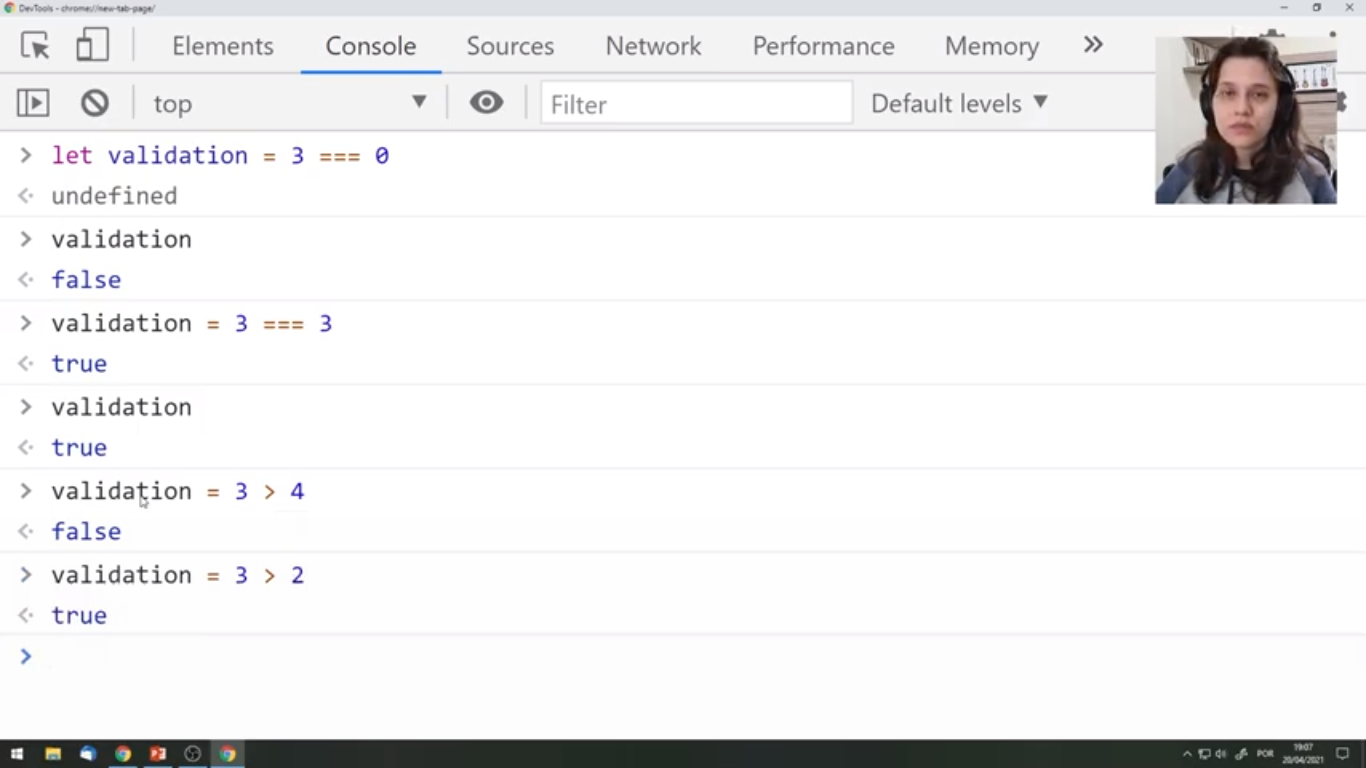 DevTools - chrome://new-tab-page/
Elements Console Sources Network Performance Memory »
top ▼ Filter Default levels ▼
> let validation = 3 === 0
<· undefined
> validation
<· false
> validation = 3 === 3
<· true
> validation
<· true
> validation = 3 > 4
<· false
> validation = 3 > 2
<· true
>
POR 19:07
20/04/2021